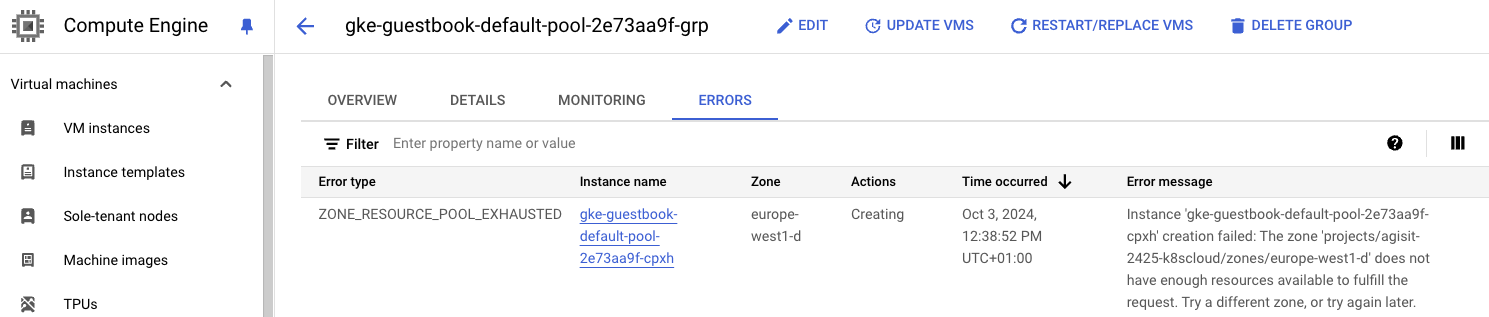 Compute Engine
gke-guestbook-default-pool-2e73aa9f-grp
EDIT
UPDATE VMS
RESTART/REPLACE VMS
DELETE GROUP
Virtual machines
VM instances
Instance templates
Sole-tenant nodes
Machine images
TPUs
OVERVIEW
DETAILS
MONITORING
ERRORS
Filter
Enter property name or value
Error type
Instance name
Zone
Actions
Time occurred
Error message
ZONE_RESOURCE_POOL_EXHAUSTED
gke-guestbook-
default-pool-
2e73aa9f-cpxh
europe-
west1-d
Creating
Oct 3, 2024,
12:38:52 PM
UTC+01:00
Instance 'gke-guestbook-default-pool-2e73aa9f-
cpxh' creation failed: The zone 'projects/agisit-
2425-k8scloud/zones/europe-west1-d' does not
have enough resources available to fulfill the
request. Try a different zone, or try again later.